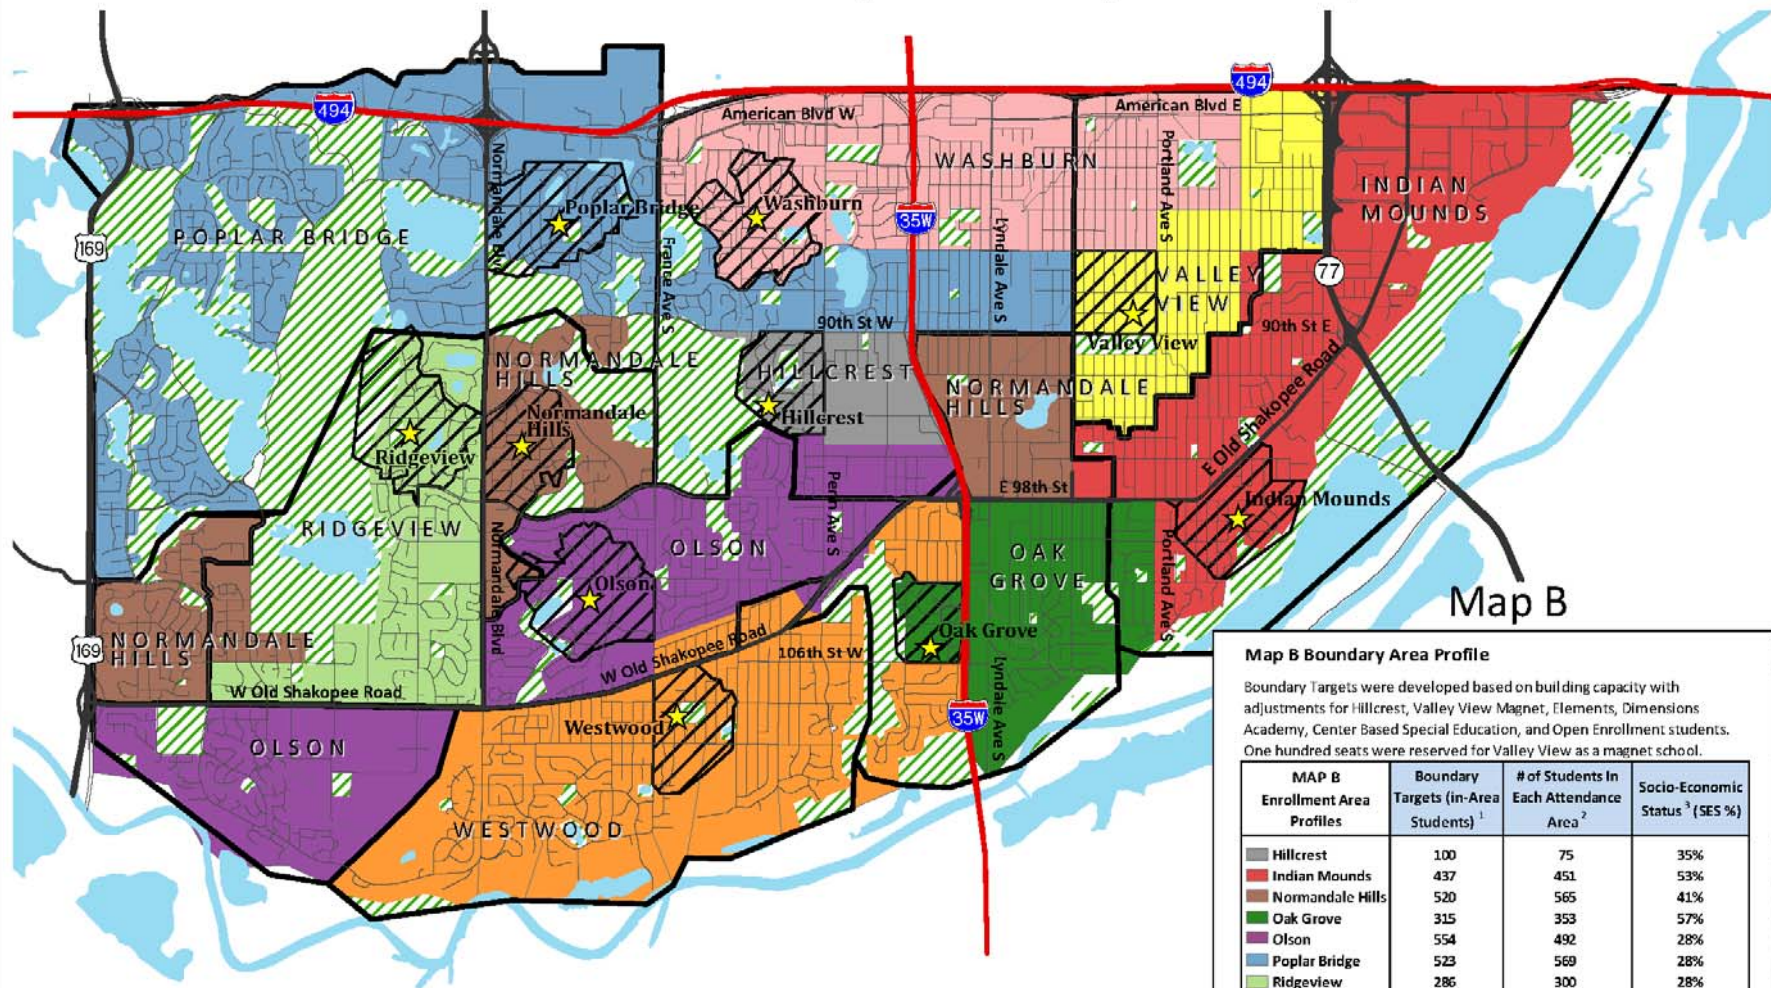 494
494
American Blvd W
American Blvd E
WASHBURN
Portland Ave S
Normandale Blvd
INDIAN
MOUNDS
Poplar Bridge
Washburn
35W
169
POPLAR BRIDGE
France Ave S
Lyndale Ave S
77
VALLEY
VIEW
90th St W
90th St E
Valley View
NORMANDALE
HILLS
HILLCREST
NORMANDALE
HILLS
E Old Shakopee Road
Normandale
Hills
Hillcrest
Ridgeview
Penn Ave S
E 98th St
Indian Mounds
RIDGEVIEW
Normandale Blvd
OLSON
OAK
GROVE
Portland Ave S
Olson
Map B
NORMANDALE
HILLS
169
W Old Shakopee Road
106th St W
Oak Grove
W Old Shakopee Road
Lyndale Ave S
35W
Westwood
OLSON
WESTWOOD
Map B Boundary Area Profile
Boundary Targets were developed based on building capacity with
adjustments for Hillcrest, Valley View Magnet, Elements, Dimensions
Academy, Center Based Special Education, and Open Enrollment students.
One hundred seats were reserved for Valley View as a magnet school.
MAP B Enrollment Area Profiles Boundary Targets (in-Area Students) 1 # of Students In Each Attendance Area 2 Socio-Economic Status 3 (SES %)
Hillcrest 100 75 35%
Indian Mounds 437 451 53%
Normandale Hills 520 565 41%
Oak Grove 315 353 57%
Olson 554 492 28%
Poplar Bridge 523 569 28%
Ridgeview 286 300 28%